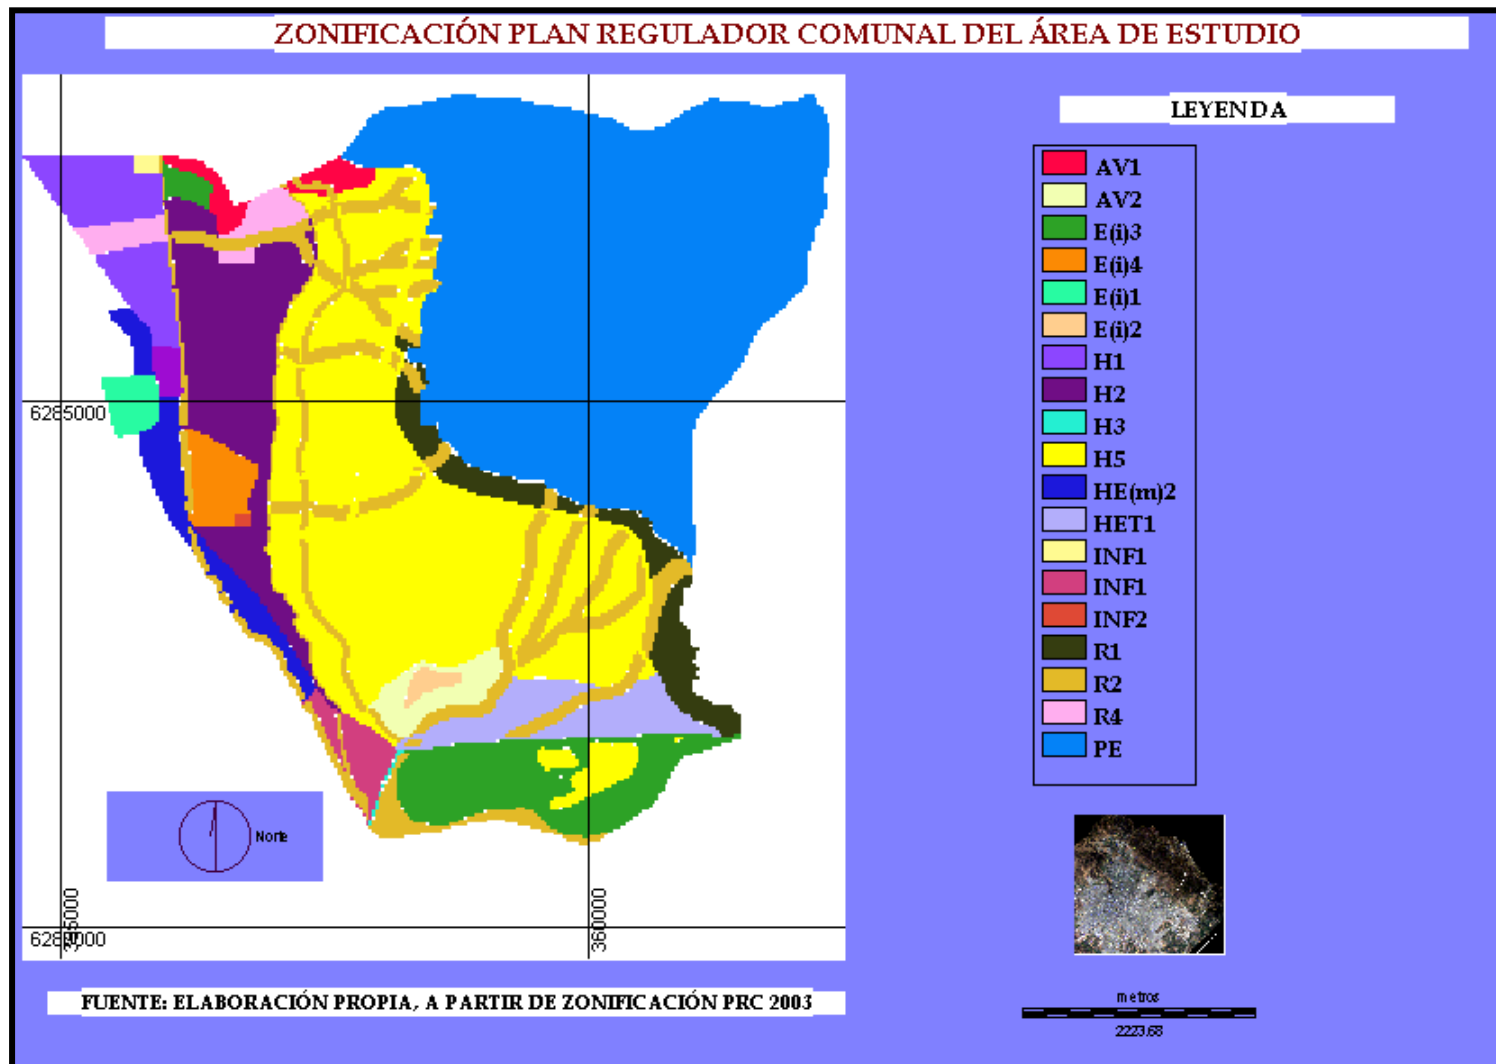 ZONIFICACIÓN PLAN REGULADOR COMUNAL DEL ÁREA DE ESTUDIO
LEYENDA
AV1
AV2
E(i)3
E(i)4
E(i)1
E(i)2
H1
H2
H3
H5
HE(m)2
HET1
INF1
INF1
INF2
R1
R2
R4
PE
6285000
Norte
360000
FUENTE: ELABORACIÓN PROPIA, A PARTIR DE ZONIFICACIÓN PRC 2003
metros
2223.68